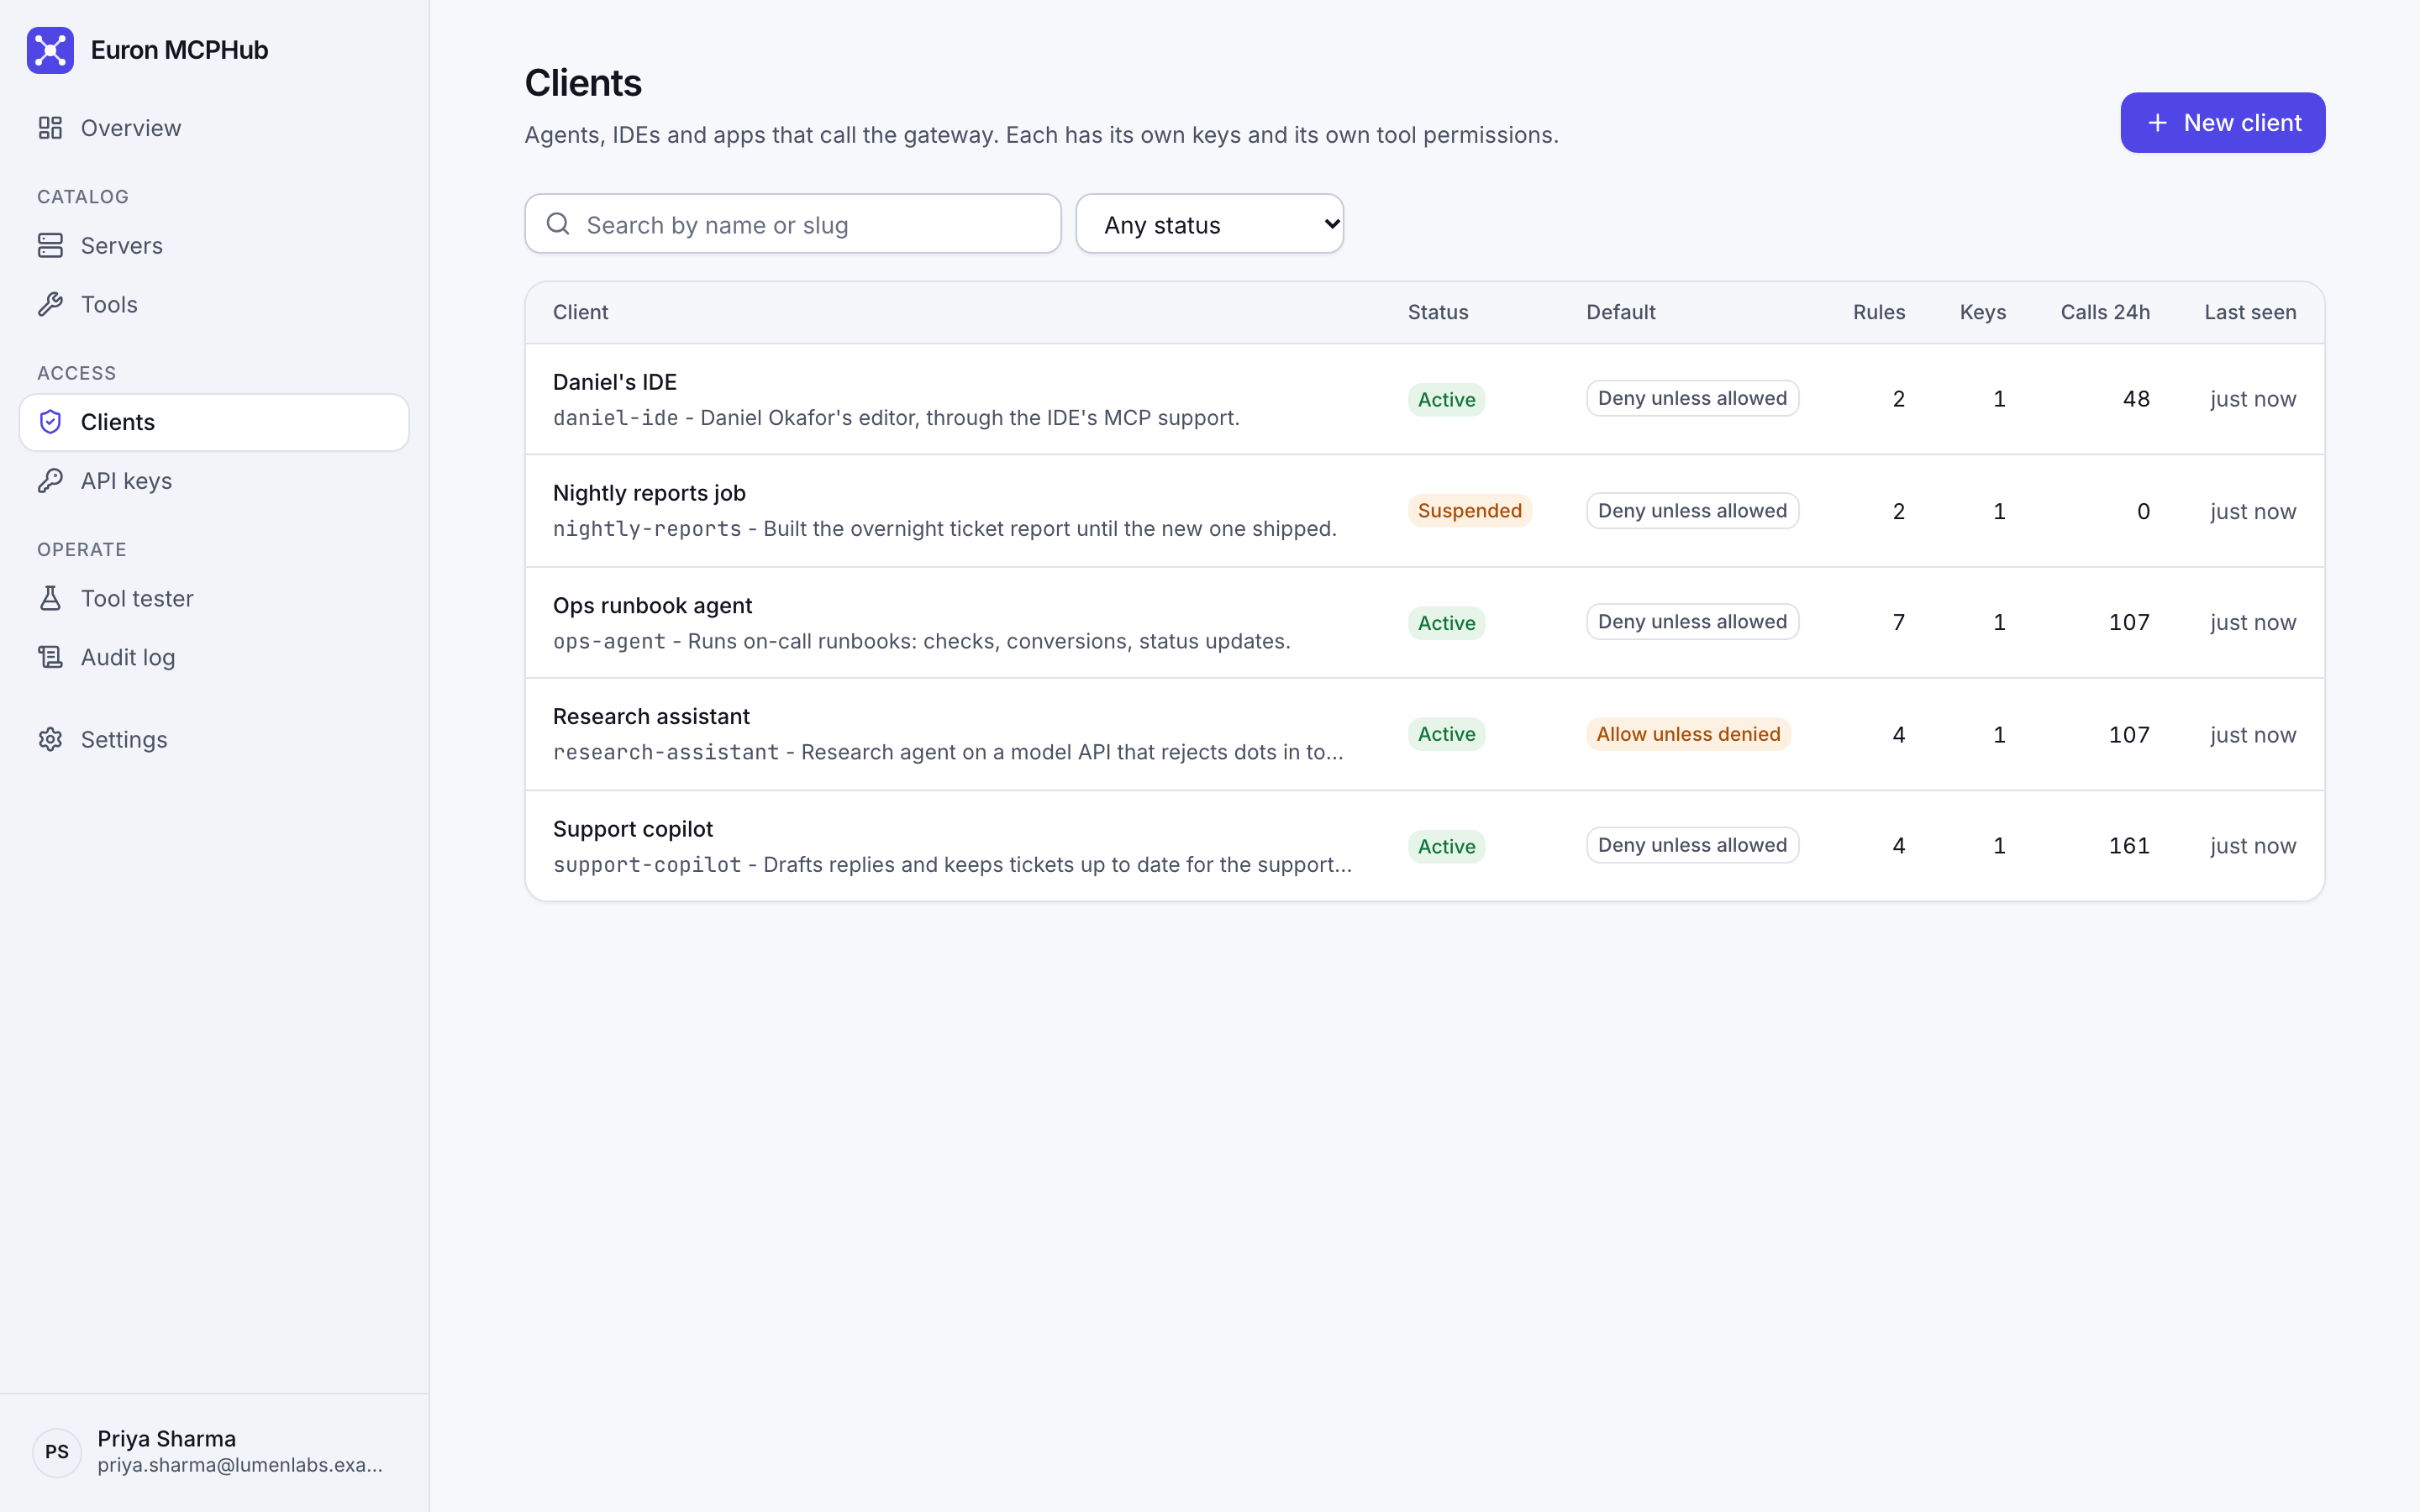 Euron MCPHub
Overview
CATALOG
Servers
Tools
ACCESS
Clients
API keys
OPERATE
Tool tester
Audit log
Settings
PS
Priya Sharma
priya.sharma@lumenlabs.exa...
Clients
Agents, IDEs and apps that call the gateway. Each has its own keys and its own tool permissions.
New client
Search by name or slug
Any status
Client Status Default Rules Keys Calls 24h Last seen
Daniel's IDE
daniel-ide - Daniel Okafor's editor, through the IDE's MCP support.
Active Deny unless allowed 2 1 48 just now
Nightly reports job
nightly-reports - Built the overnight ticket report until the new one shipped.
Suspended Deny unless allowed 2 1 0 just now
Ops runbook agent
ops-agent - Runs on-call runbooks: checks, conversions, status updates.
Active Deny unless allowed 7 1 107 just now
Research assistant
research-assistant - Research agent on a model API that rejects dots in to...
Active Allow unless denied 4 1 107 just now
Support copilot
support-copilot - Drafts replies and keeps tickets up to date for the support...
Active Deny unless allowed 4 1 161 just now